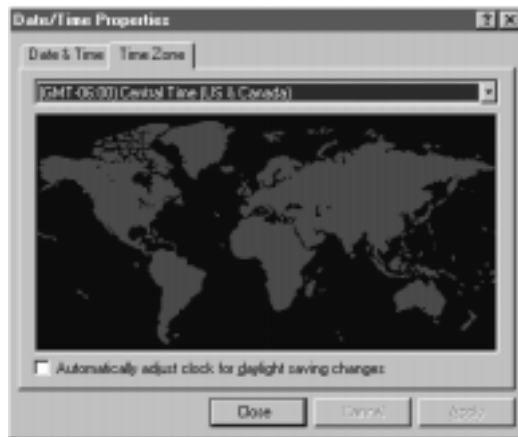 Date/Time Properties
Date & Time Time Zone
(GMT-06:00) Central Time (US & Canada)
Automatically adjust clock for daylight saving changes
Close Cancel Apply